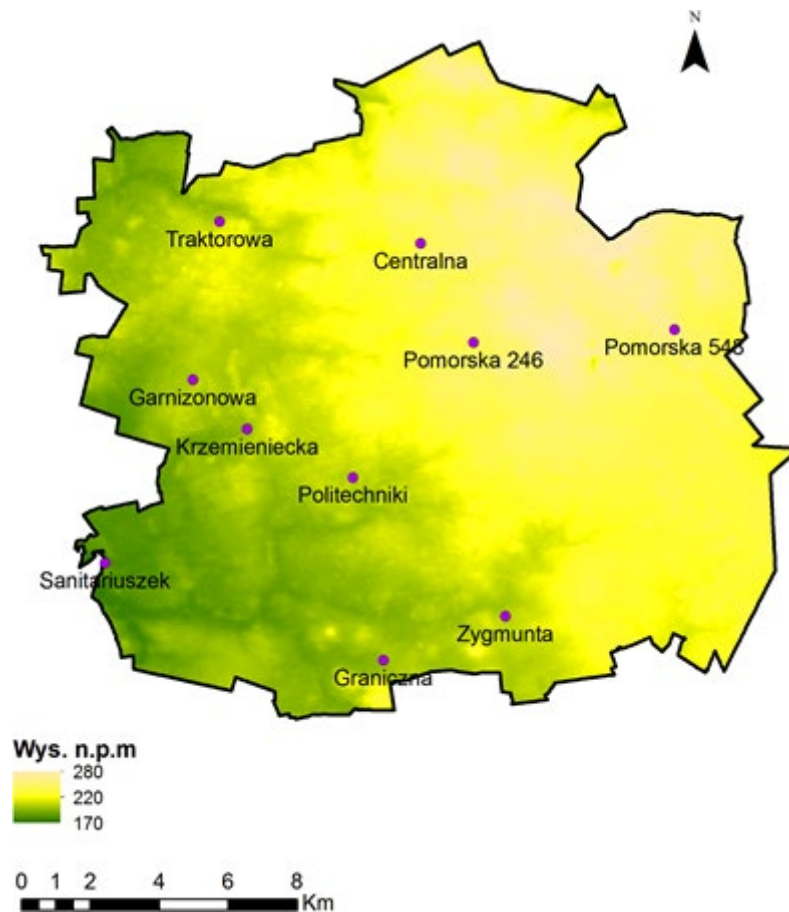 N
Traktorowa
Centralna
Pomorska 246
Pomorska 548
Garnizonowa
Krzemieniecka
Politechniki
Sanitariuszek
Zygmunta
Graniczna
Wys. n.p.m
280
220
170
0 1 2 4 6 8
Km